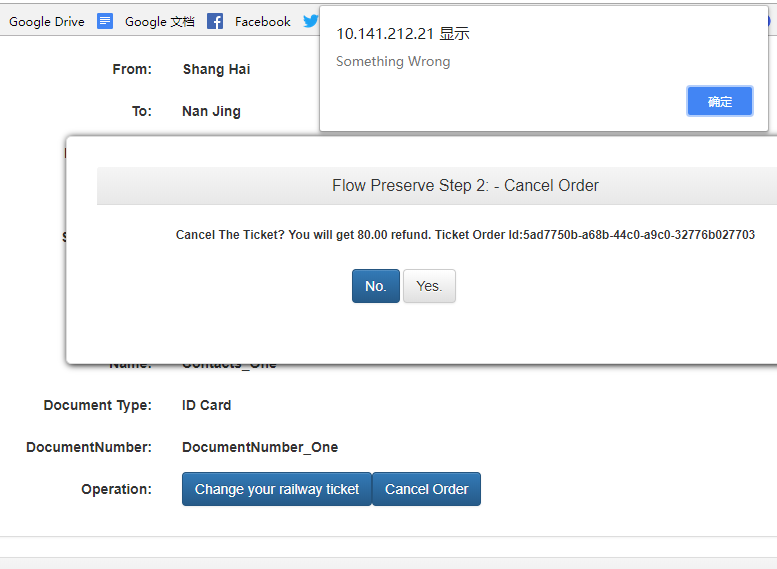 Google Drive Google 文档 Facebook
10.141.212.21 显示
Something Wrong
确定
From: Shang Hai
To: Nan Jing
Flow Preserve Step 2: - Cancel Order
Cancel The Ticket? You will get 80.00 refund. Ticket Order Id:5ad7750b-a68b-44c0-a9c0-32776b027703
No. Yes.
Name: Contacts_One
Document Type: ID Card
DocumentNumber: DocumentNumber_One
Operation: Change your railway ticket Cancel Order